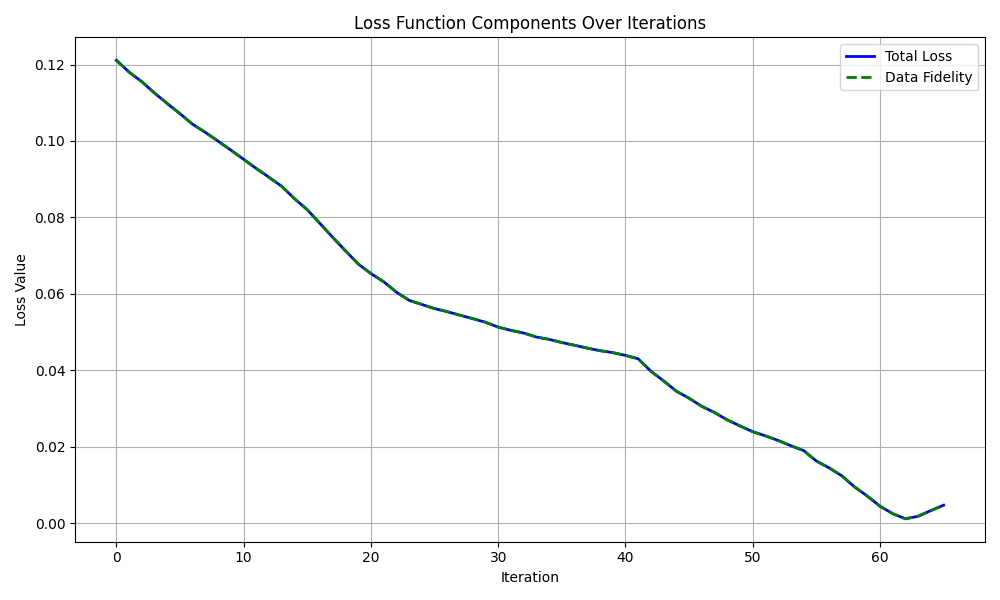 Loss Function Components Over Iterations
Total Loss
Data Fidelity
Loss Value
0.12
0.10
0.08
0.06
0.04
0.02
0.00
0 10 20 30 40 50 60
Iteration